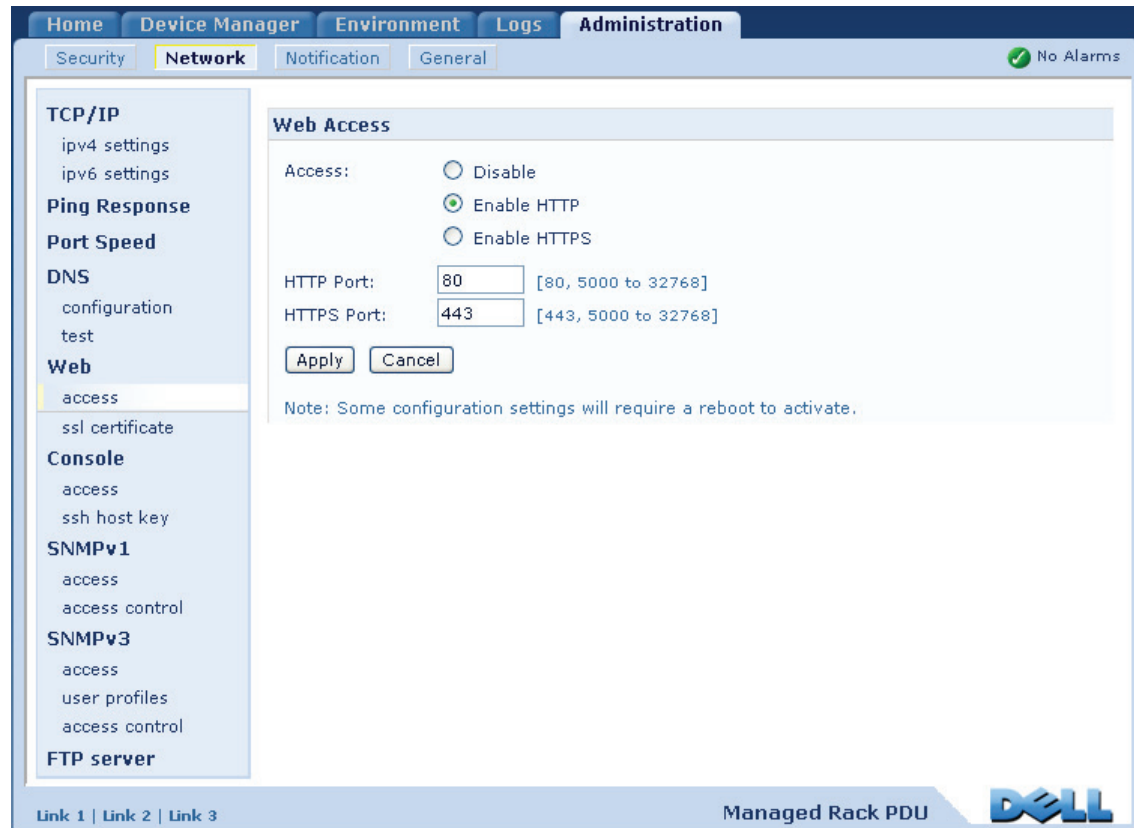 Home Device Manager Environment Logs Administration
Security Network Notification General No Alarms
TCP/IP
ipv4 settings
ipv6 settings
Ping Response
Port Speed
DNS
configuration
test
Web
access
ssl certificate
Console
access
ssh host key
SNMPv1
access
access control
SNMPv3
access
user profiles
access control
FTP server
Web Access
Access: Disable
Enable HTTP
Enable HTTPS
HTTP Port: 80 [80, 5000 to 32768]
HTTPS Port: 443 [443, 5000 to 32768]
Apply Cancel
Note: Some configuration settings will require a reboot to activate.
Link 1 | Link 2 | Link 3 Managed Rack PDU DELL